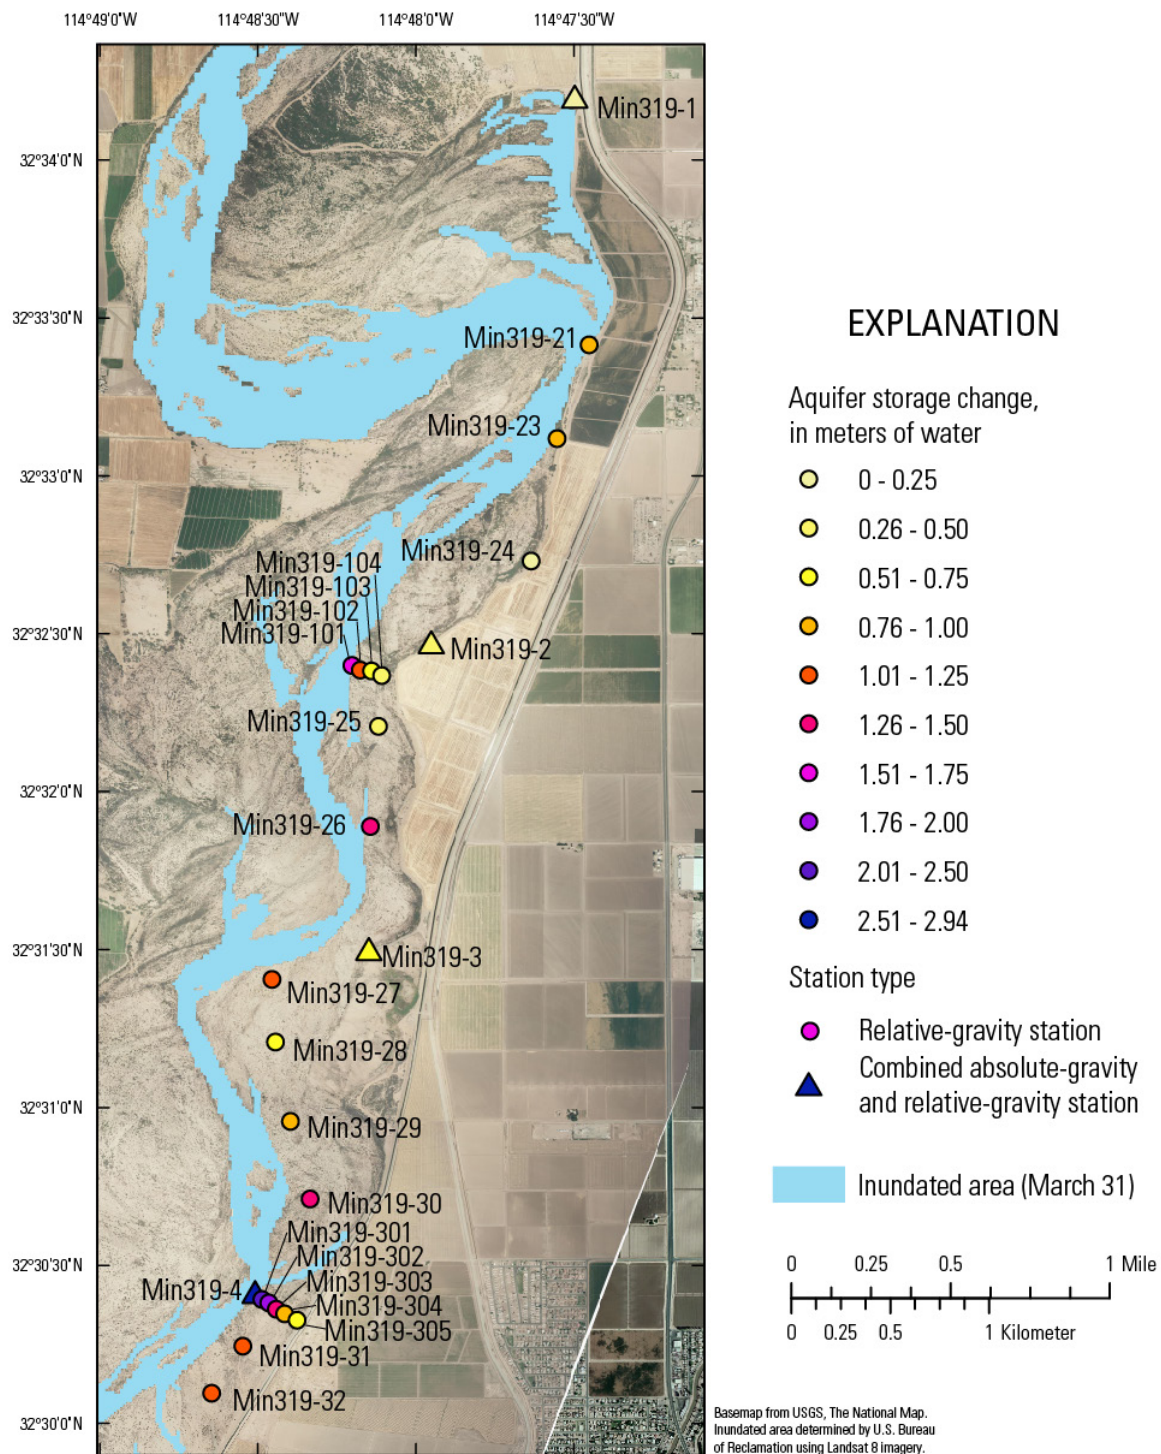 114°49'0"W 114°48'30"W 114°48'0"W 114°47'30"W
Min319-1
32°34'0"N
32°33'30"N
Min319-21
Min319-23
32°33'0"N
Min319-24
Min319-104
Min319-103
Min319-102
Min319-101
32°32'30"N
Min319-2
Min319-25
32°32'0"N
Min319-26
32°31'30"N
Min319-3
Min319-27
Min319-28
32°31'0"N
Min319-29
Min319-30
Min319-301
Min319-302
32°30'30"N
Min319-303
Min319-4
Min319-304
Min319-305
Min319-31
Min319-32
32°30'0"N
EXPLANATION
Aquifer storage change,
in meters of water
0 - 0.25
0.26 - 0.50
0.51 - 0.75
0.76 - 1.00
1.01 - 1.25
1.26 - 1.50
1.51 - 1.75
1.76 - 2.00
2.01 - 2.50
2.51 - 2.94
Station type
Relative-gravity station
Combined absolute-gravity
and relative-gravity station
Inundated area (March 31)
0 0.25 0.5 1 Mile
0 0.25 0.5 1 Kilometer
Basemap from USGS, The National Map.
Inundated area determined by U.S. Bureau
of Reclamation using Landsat 8 imagery.